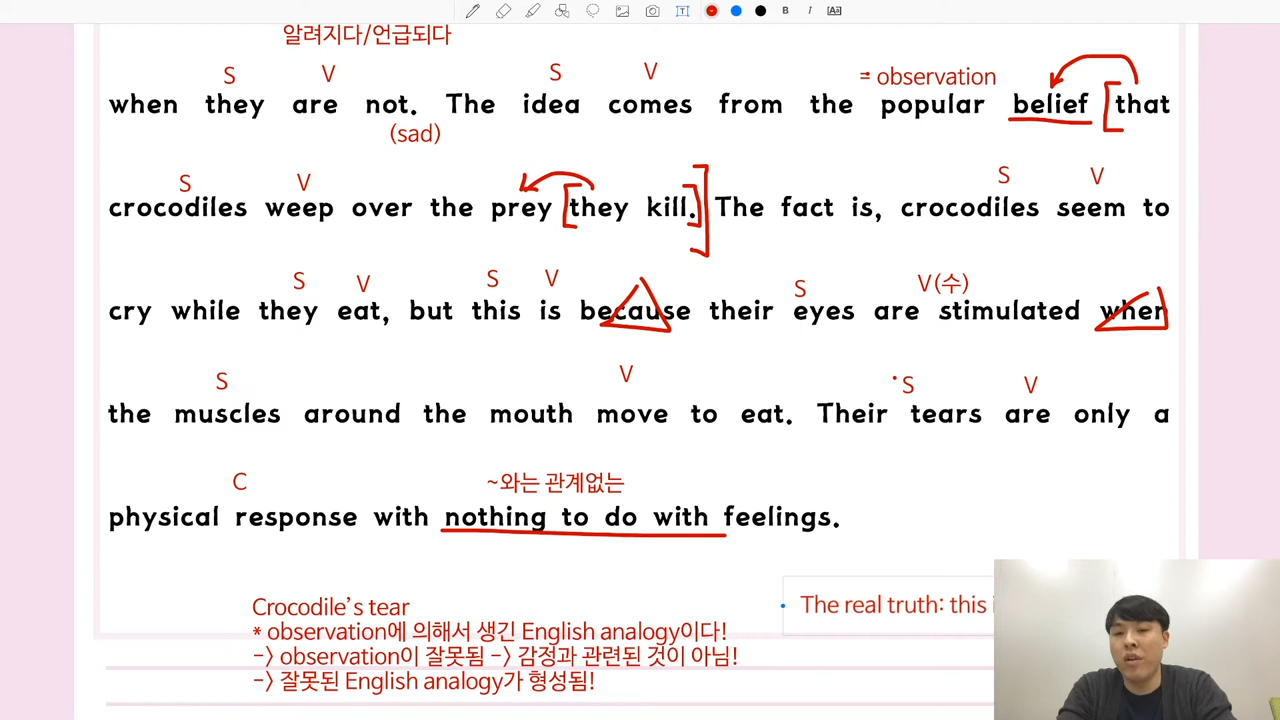 B I Aa
알려지다/언급되다
S V S V = observation
when they are not. The idea comes from the popular belief [that
(sad)
S V S V
crocodiles weep over the prey [they kill.]] The fact is, crocodiles seem to
S V S V S V(수)
cry while they eat, but this is because their eyes are stimulated when
S V S V
the muscles around the mouth move to eat. Their tears are only a
C ~와는 관계없는
physical response with nothing to do with feelings.
Crocodile's tear
The real truth: this
* observation에 의해서 생긴 English analogy이다!
-> observation이 잘못됨 -> 감정과 관련된 것이 아님!
-> 잘못된 English analogy가 형성됨!